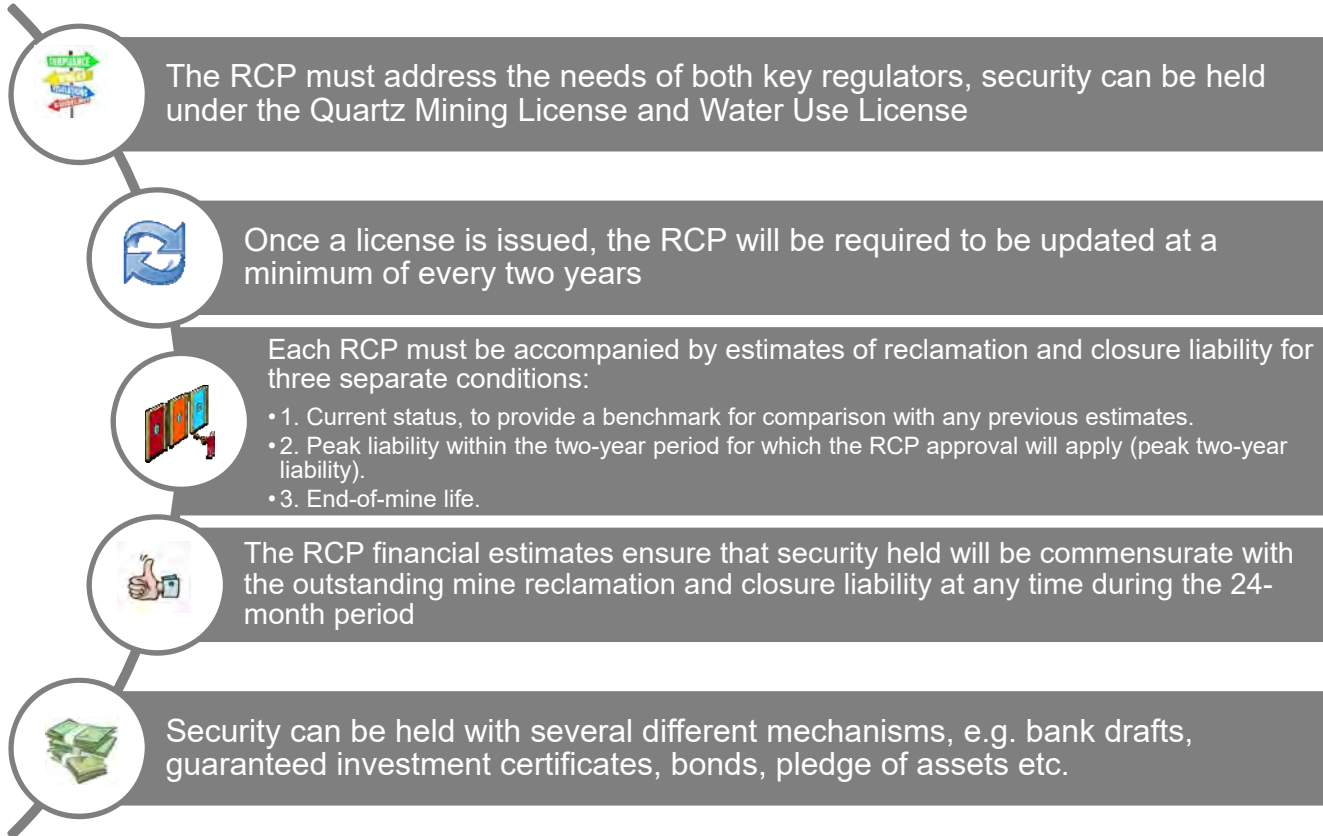 The RCP must address the needs of both key regulators, security can be held
under the Quartz Mining License and Water Use License
Once a license is issued, the RCP will be required to be updated at a
minimum of every two years
Each RCP must be accompanied by estimates of reclamation and closure liability for
three separate conditions:
• 1. Current status, to provide a benchmark for comparison with any previous estimates.
• 2. Peak liability within the two-year period for which the RCP approval will apply (peak two-year
liability).
• 3. End-of-mine life.
The RCP financial estimates ensure that security held will be commensurate with
the outstanding mine reclamation and closure liability at any time during the 24-
month period
Security can be held with several different mechanisms, e.g. bank drafts,
guaranteed investment certificates, bonds, pledge of assets etc.